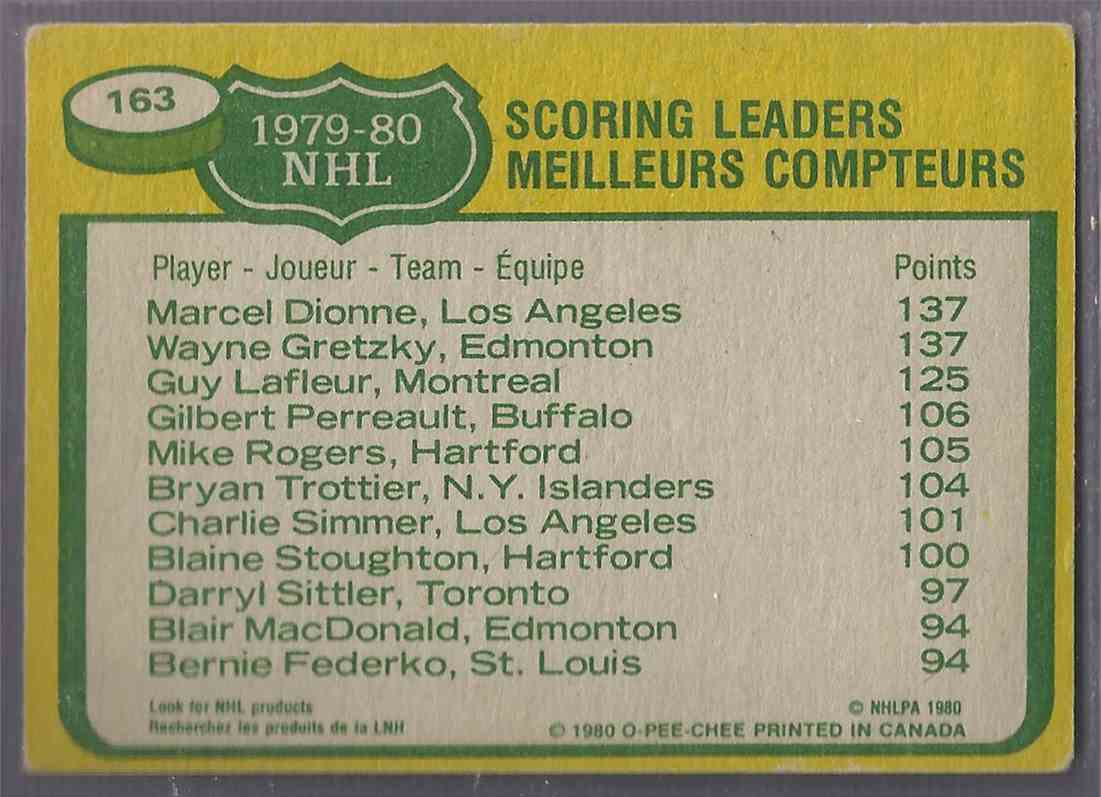 163
1979-80
NHL
SCORING LEADERS
MEILLEURS COMPTEURS
Player - Joueur - Team - Équipe Points
Marcel Dionne, Los Angeles 137
Wayne Gretzky, Edmonton 137
Guy Lafleur, Montreal 125
Gilbert Perreault, Buffalo 106
Mike Rogers, Hartford 105
Bryan Trottier, N.Y. Islanders 104
Charlie Simmer, Los Angeles 101
Blaine Stoughton, Hartford 100
Darryl Sittler, Toronto 97
Blair MacDonald, Edmonton 94
Bernie Federko, St. Louis 94
Look for NHL products © NHLPA 1980
Recherchez les produits de la LNH © 1980 O-PEE-CHEE PRINTED IN CANADA